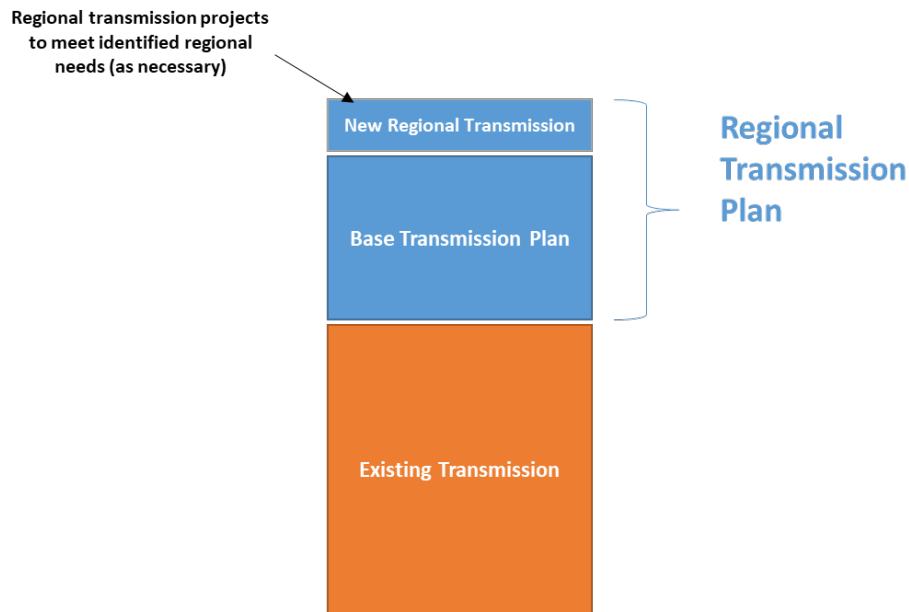 Regional transmission projects
to meet identified regional
needs (as necessary)
New Regional Transmission
Regional
Transmission
Plan
Base Transmission Plan
Existing Transmission